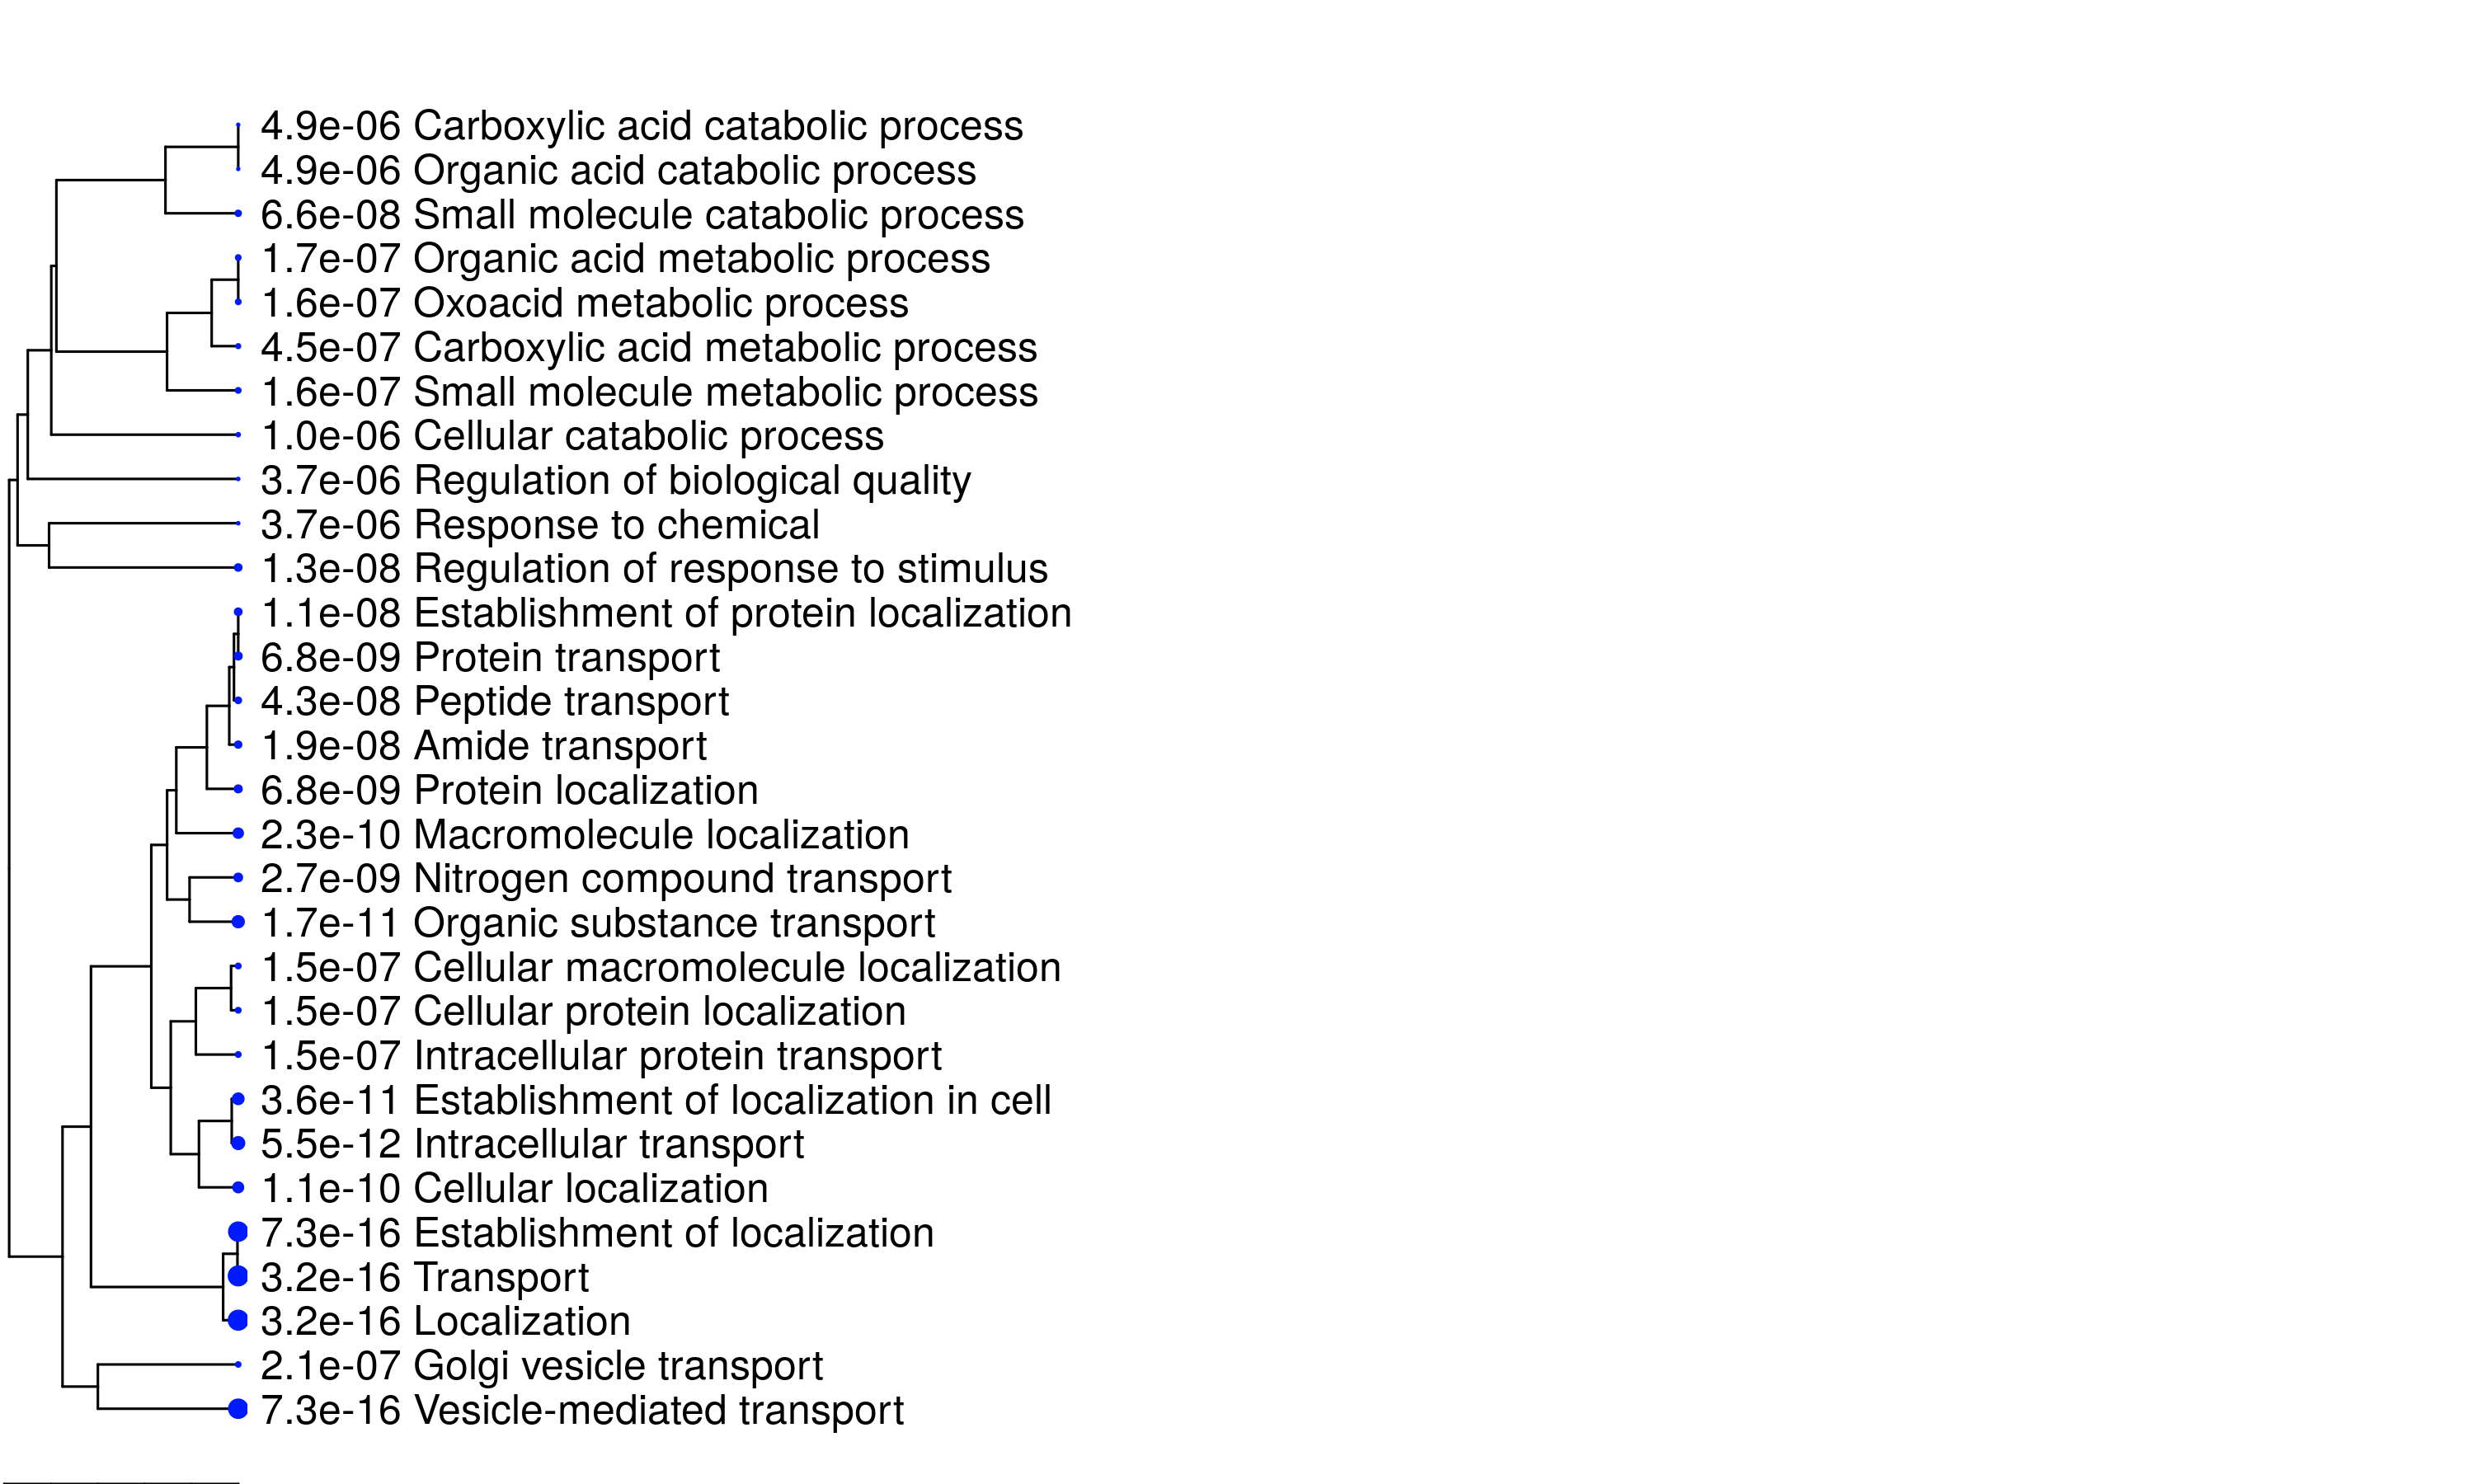 4.9e-06 Carboxylic acid catabolic process
4.9e-06 Organic acid catabolic process
6.6e-08 Small molecule catabolic process
1.7e-07 Organic acid metabolic process
1.6e-07 Oxoacid metabolic process
4.5e-07 Carboxylic acid metabolic process
1.6e-07 Small molecule metabolic process
1.0e-06 Cellular catabolic process
3.7e-06 Regulation of biological quality
3.7e-06 Response to chemical
1.3e-08 Regulation of response to stimulus
1.1e-08 Establishment of protein localization
6.8e-09 Protein transport
4.3e-08 Peptide transport
1.9e-08 Amide transport
6.8e-09 Protein localization
2.3e-10 Macromolecule localization
2.7e-09 Nitrogen compound transport
1.7e-11 Organic substance transport
1.5e-07 Cellular macromolecule localization
1.5e-07 Cellular protein localization
1.5e-07 Intracellular protein transport
3.6e-11 Establishment of localization in cell
5.5e-12 Intracellular transport
1.1e-10 Cellular localization
7.3e-16 Establishment of localization
3.2e-16 Transport
3.2e-16 Localization
2.1e-07 Golgi vesicle transport
7.3e-16 Vesicle-mediated transport